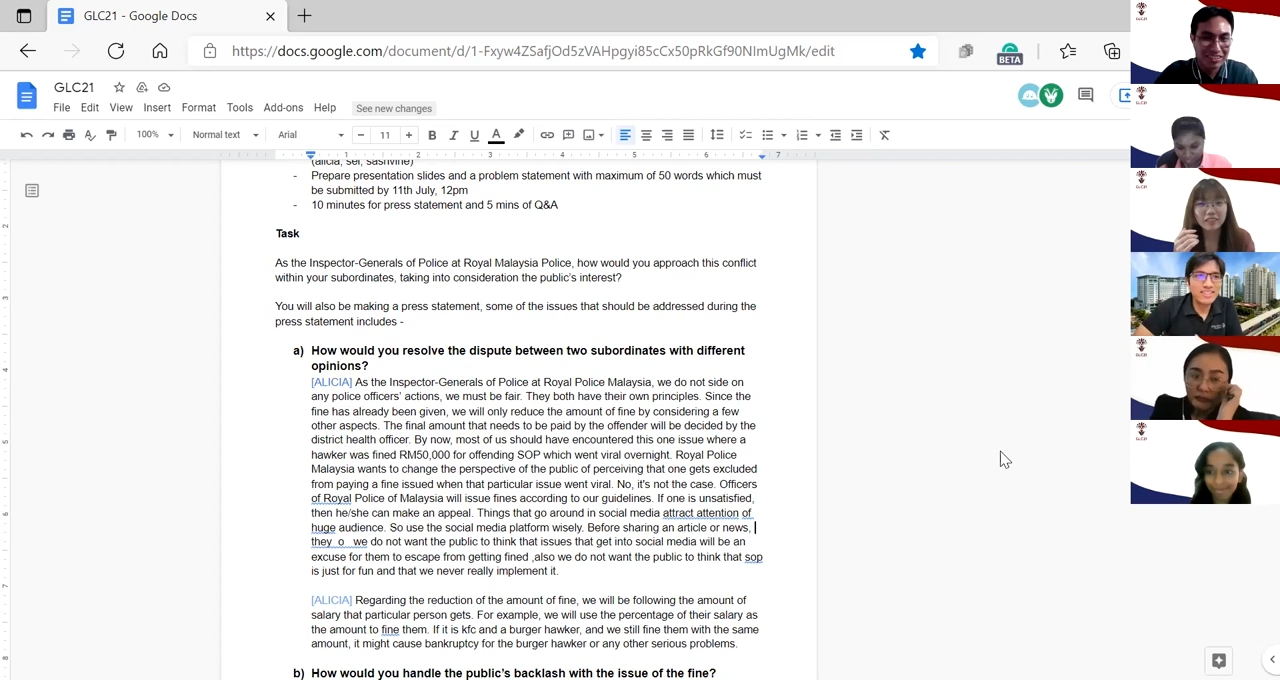 GLC21 - Google Docs
https://docs.google.com/document/d/1-Fxyw4ZSafjOd5zVAHpgyi85cCx50pRkGf90NlmUgMk/edit
BETA
GLC21
File Edit View Insert Format Tools Add-ons Help See new changes
100% Normal text Arial 11
1 2 3 4 5 6 7
(alicia, ser, sashvine)
- Prepare presentation slides and a problem statement with maximum of 50 words which must
be submitted by 11th July, 12pm
- 10 minutes for press statement and 5 mins of Q&A
Task
As the Inspector-Generals of Police at Royal Malaysia Police, how would you approach this conflict
within your subordinates, taking into consideration the public's interest?
You will also be making a press statement, some of the issues that should be addressed during the
press statement includes -
a) How would you resolve the dispute between two subordinates with different
opinions?
[ALICIA] As the Inspector-Generals of Police at Royal Police Malaysia, we do not side on
any police officers' actions, we must be fair. They both have their own principles. Since the
fine has already been given, we will only reduce the amount of fine by considering a few
other aspects. The final amount that needs to be paid by the offender will be decided by the
district health officer. By now, most of us should have encountered this one issue where a
hawker was fined RM50,000 for offending SOP which went viral overnight. Royal Police
Malaysia wants to change the perspective of the public of perceiving that one gets excluded
from paying a fine issued when that particular issue went viral. No, it's not the case. Officers
of Royal Police of Malaysia will issue fines according to our guidelines. If one is unsatisfied,
then he/she can make an appeal. Things that go around in social media attract attention of
huge audience. So use the social media platform wisely. Before sharing an article or news,
they o we do not want the public to think that issues that get into social media will be an
excuse for them to escape from getting fined ,also we do not want the public to think that sop
is just for fun and that we never really implement it.
[ALICIA] Regarding the reduction of the amount of fine, we will be following the amount of
salary that particular person gets. For example, we will use the percentage of their salary as
the amount to fine them. If it is kfc and a burger hawker, and we still fine them with the same
amount, it might cause bankruptcy for the burger hawker or any other serious problems.
b) How would you handle the public's backlash with the issue of the fine?